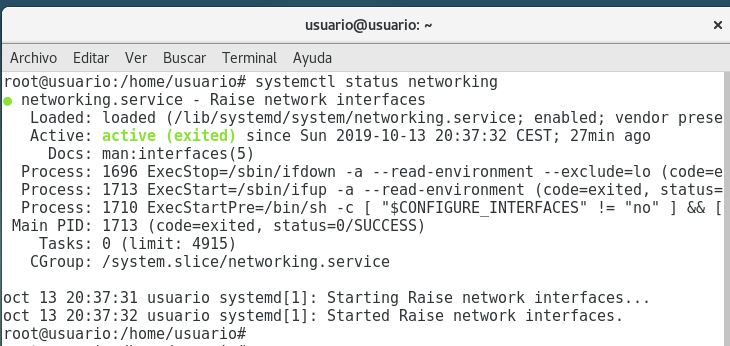 usuario@usuario: ~
×
Archivo Editar Ver Buscar Terminal Ayuda
root@usuario:/home/usuario# systemctl status networking
● networking.service - Raise network interfaces
   Loaded: loaded (/lib/systemd/system/networking.service; enabled; vendor prese
   Active: active (exited) since Sun 2019-10-13 20:37:32 CEST; 27min ago
     Docs: man:interfaces(5)
  Process: 1696 ExecStop=/sbin/ifdown -a --read-environment --exclude=lo (code=e
  Process: 1713 ExecStart=/sbin/ifup -a --read-environment (code=exited, status=
  Process: 1710 ExecStartPre=/bin/sh -c [ "$CONFIGURE_INTERFACES" != "no" ] && [
 Main PID: 1713 (code=exited, status=0/SUCCESS)
    Tasks: 0 (limit: 4915)
   CGroup: /system.slice/networking.service

oct 13 20:37:31 usuario systemd[1]: Starting Raise network interfaces...
oct 13 20:37:32 usuario systemd[1]: Started Raise network interfaces.
root@usuario:/home/usuario#